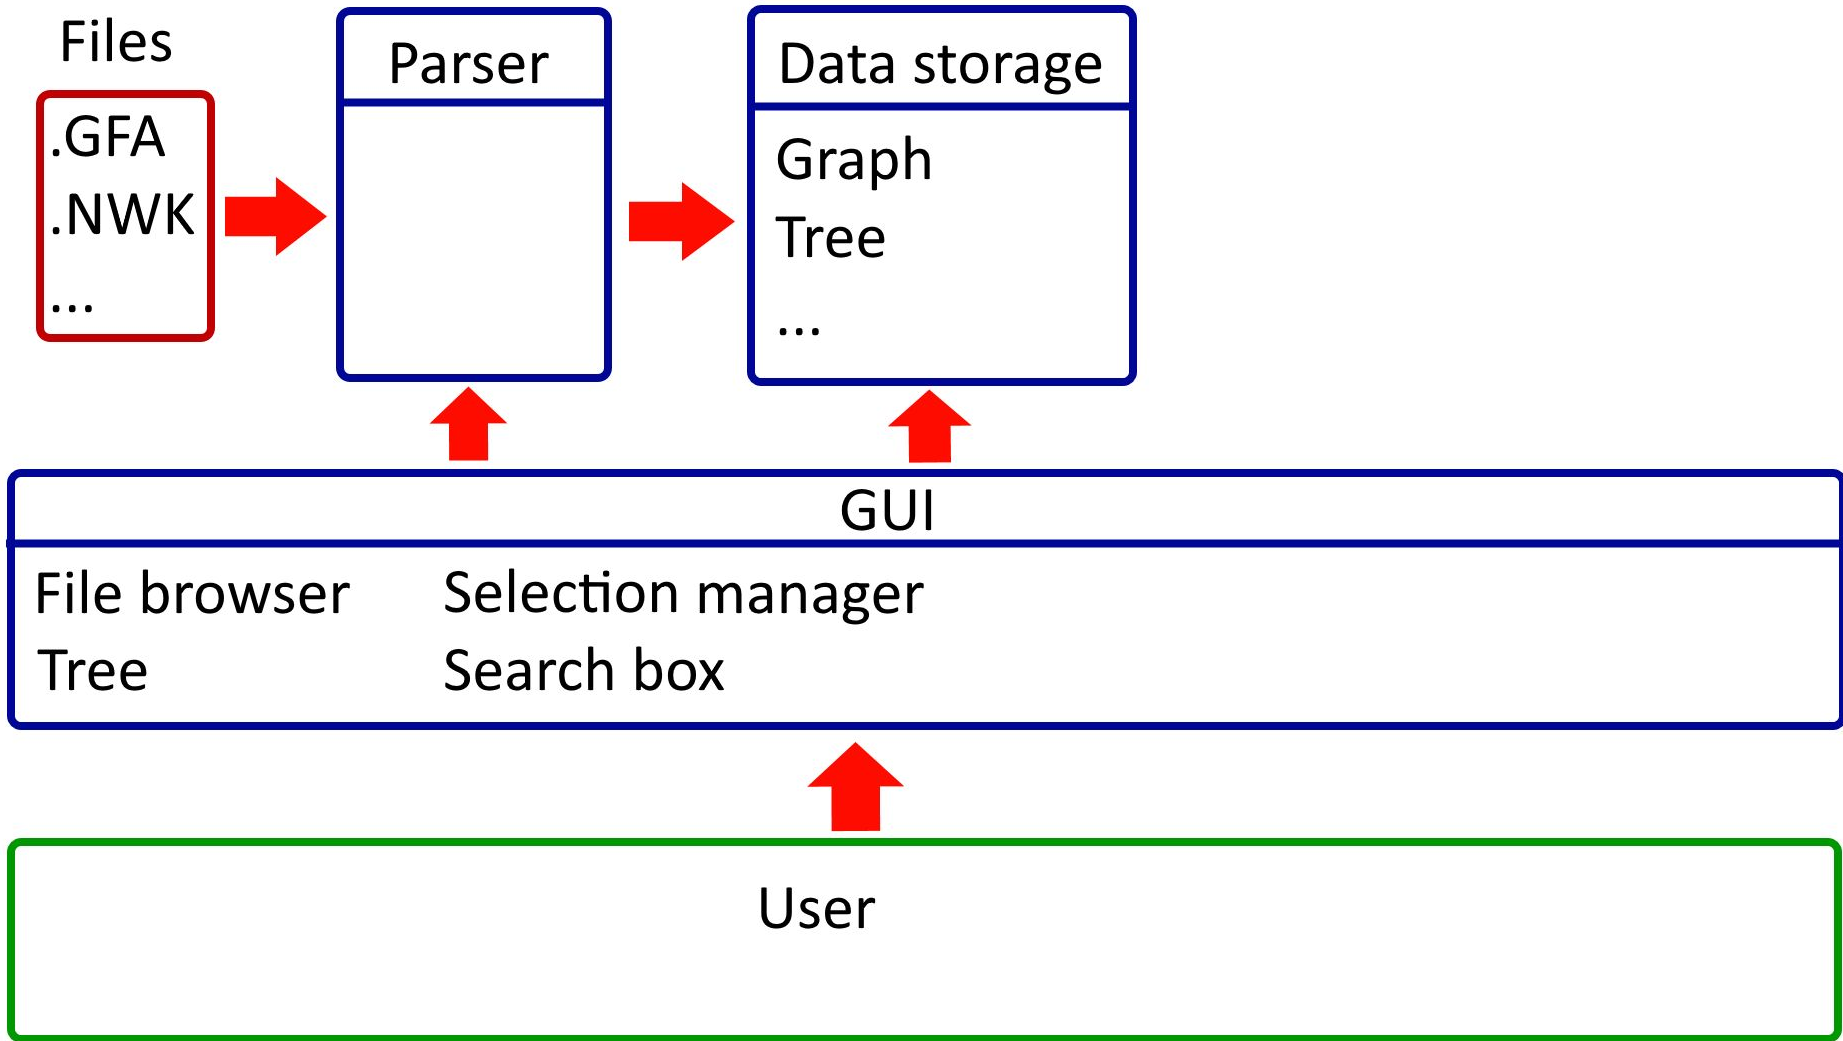 Files
.GFA
.NWK
...
Parser
Data storage
Graph
Tree
...
GUI
File browser
Selection manager
Tree
Search box
User